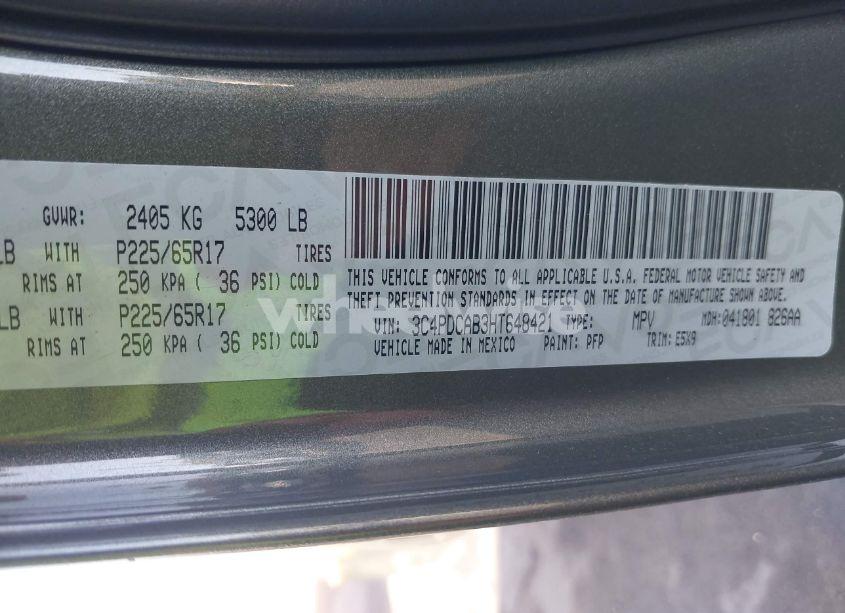 GVWR: 2405 KG 5300 LB
LB WITH P225/65R17 TIRES
RIMS AT 250 KPA ( 36 PSI) COLD
LB WITH P225/65R17 TIRES
RIMS AT 250 KPA ( 36 PSI) COLD
THIS VEHICLE CONFORMS TO ALL APPLICABLE U.S.A. FEDERAL MOTOR VEHICLE SAFETY AND
THEFT PREVENTION STANDARDS IN EFFECT ON THE DATE OF MANUFACTURE SHOWN ABOVE.
VIN: 3C4PDCAB3HT648421 TYPE: MPV MDH:041801 826AA
VEHICLE MADE IN MEXICO PAINT: PFP TRIM: E5X9